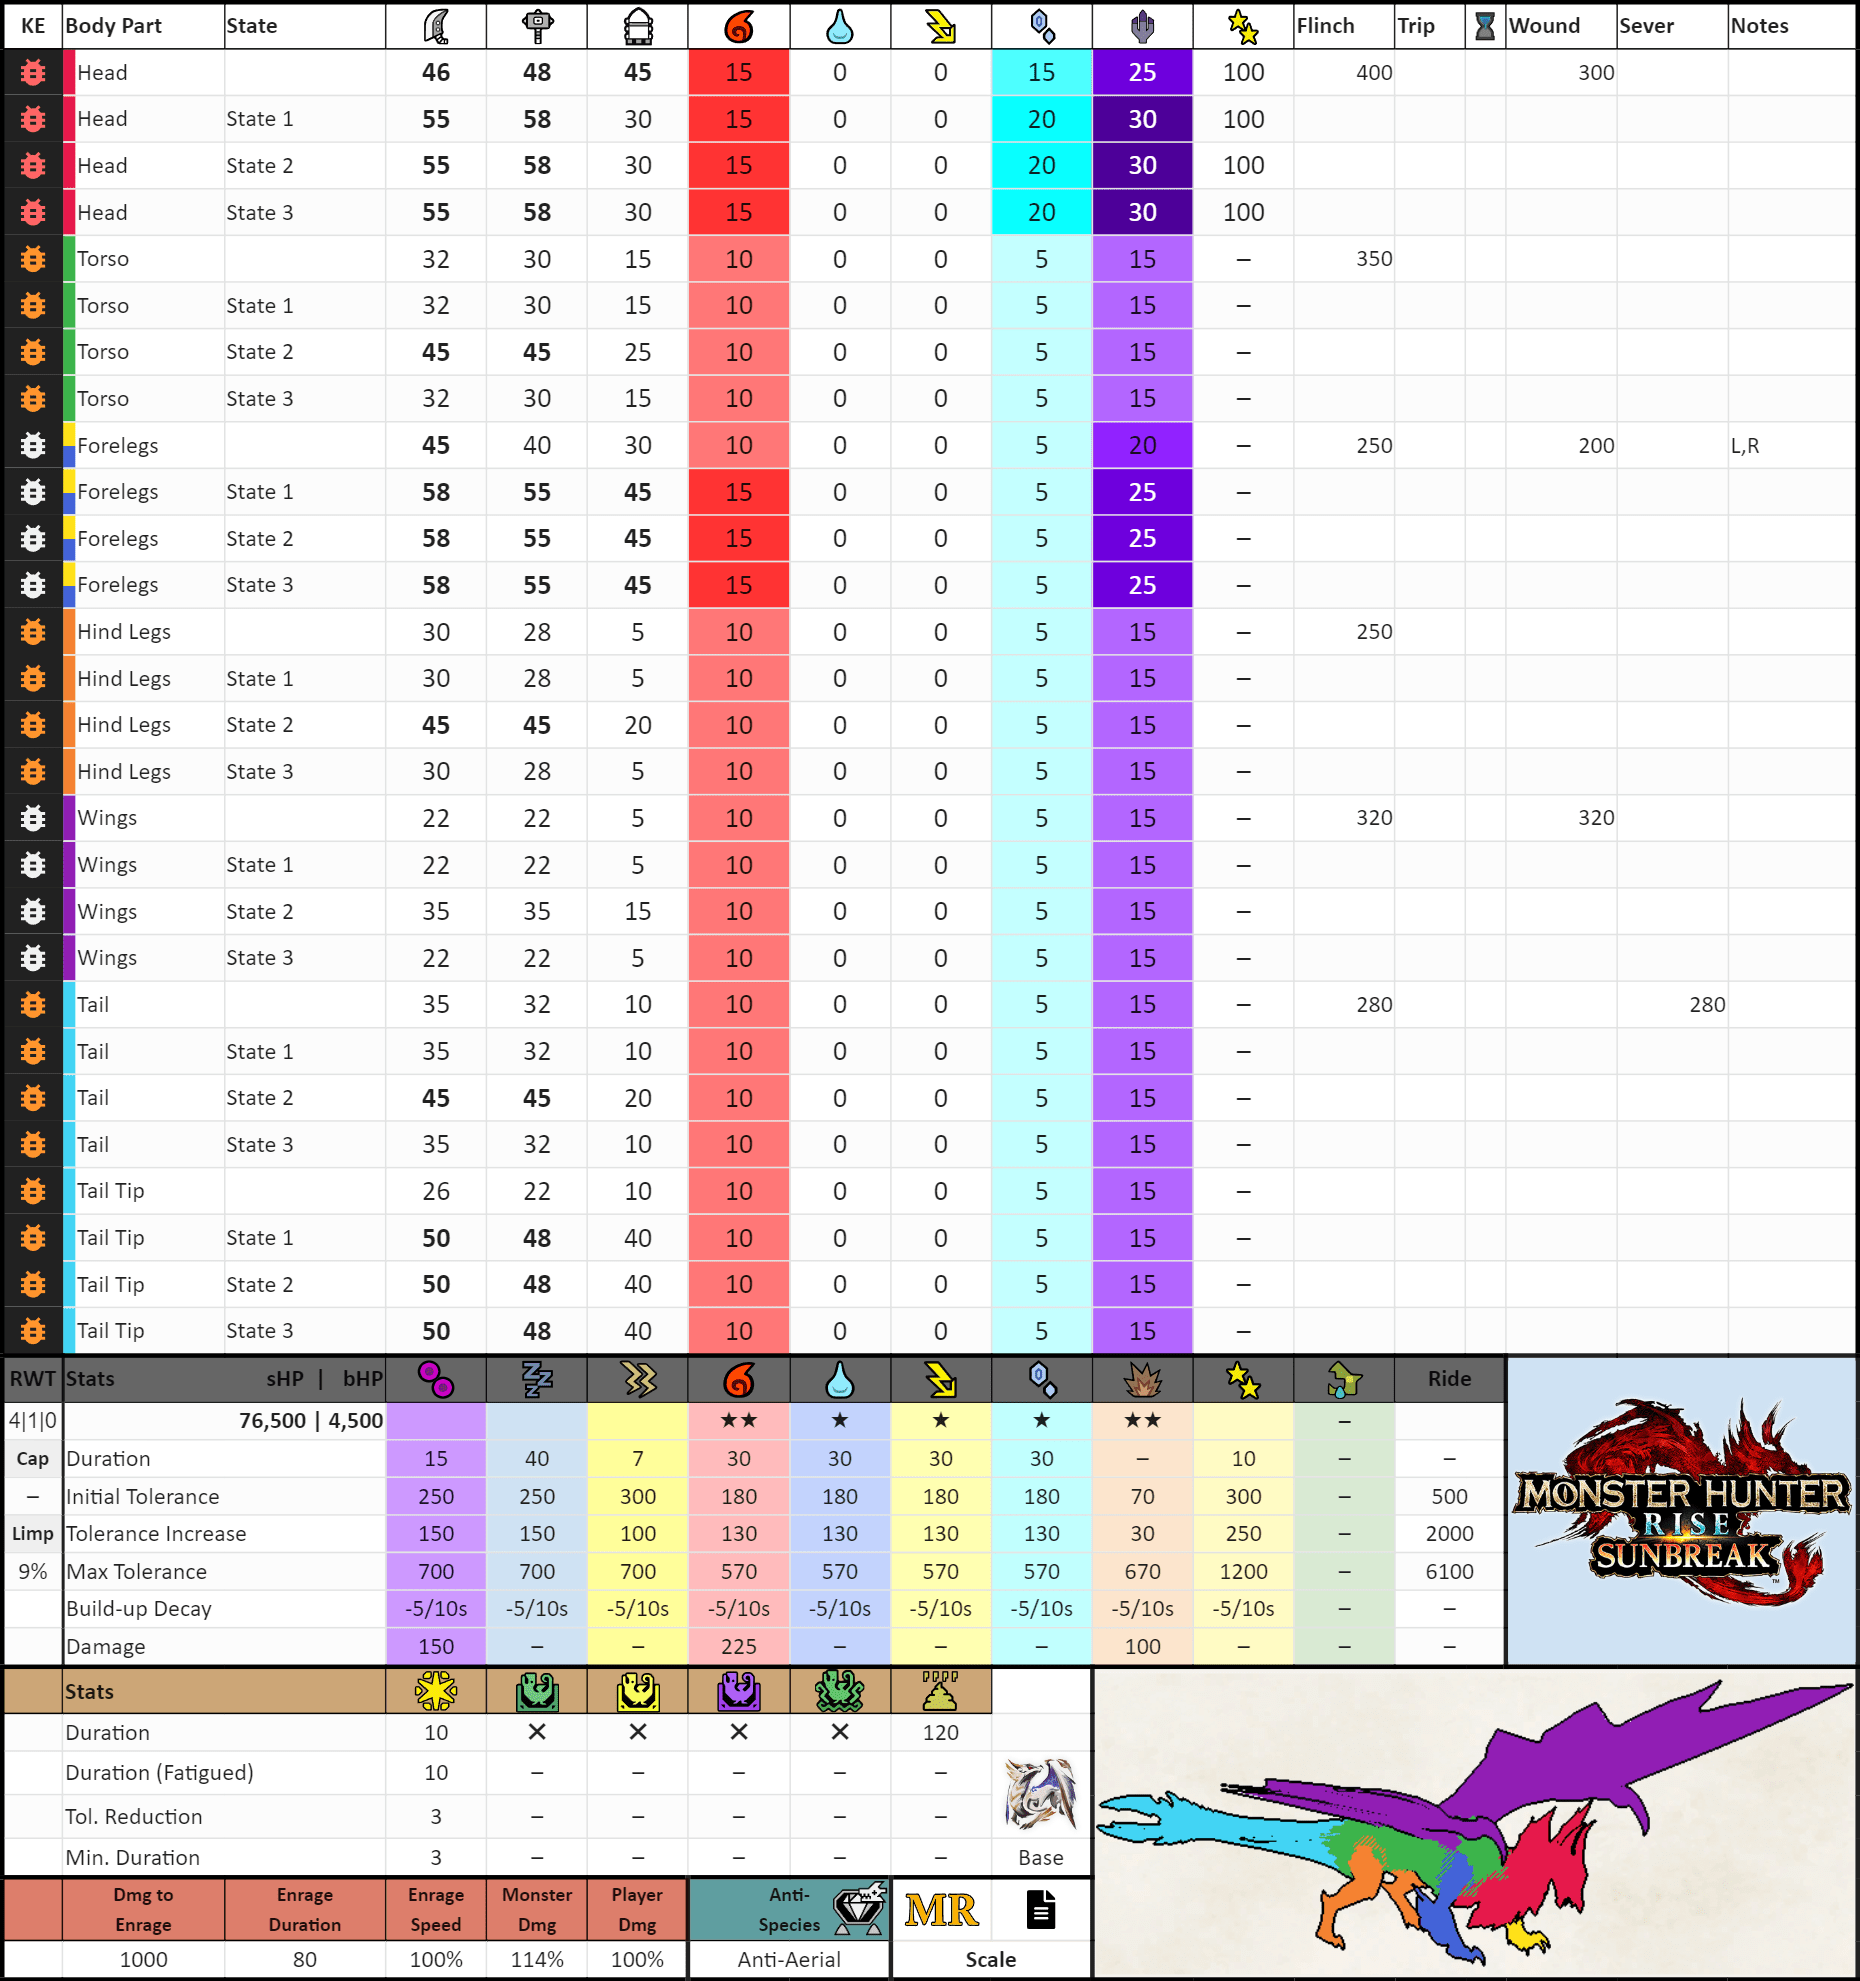 KE Body Part State Flinch Trip Wound Sever Notes
Head 46 48 45 15 0 0 15 25 100 400 300
Head State 1 55 58 30 15 0 0 20 30 100
Head State 2 55 58 30 15 0 0 20 30 100
Head State 3 55 58 30 15 0 0 20 30 100
Torso 32 30 15 10 0 0 5 15 – 350
Torso State 1 32 30 15 10 0 0 5 15 –
Torso State 2 45 45 25 10 0 0 5 15 –
Torso State 3 32 30 15 10 0 0 5 15 –
Forelegs 45 40 30 10 0 0 5 20 – 250 200 L,R
Forelegs State 1 58 55 45 15 0 0 5 25 –
Forelegs State 2 58 55 45 15 0 0 5 25 –
Forelegs State 3 58 55 45 15 0 0 5 25 –
Hind Legs 30 28 5 10 0 0 5 15 – 250
Hind Legs State 1 30 28 5 10 0 0 5 15 –
Hind Legs State 2 45 45 20 10 0 0 5 15 –
Hind Legs State 3 30 28 5 10 0 0 5 15 –
Wings 22 22 5 10 0 0 5 15 – 320 320
Wings State 1 22 22 5 10 0 0 5 15 –
Wings State 2 35 35 15 10 0 0 5 15 –
Wings State 3 22 22 5 10 0 0 5 15 –
Tail 35 32 10 10 0 0 5 15 – 280 280
Tail State 1 35 32 10 10 0 0 5 15 –
Tail State 2 45 45 20 10 0 0 5 15 –
Tail State 3 35 32 10 10 0 0 5 15 –
Tail Tip 26 22 10 10 0 0 5 15 –
Tail Tip State 1 50 48 40 10 0 0 5 15 –
Tail Tip State 2 50 48 40 10 0 0 5 15 –
Tail Tip State 3 50 48 40 10 0 0 5 15 –
RWT Stats sHP | bHP Ride
4|1|0 76,500 | 4,500 ★★ ★ ★ ★ ★★ –
Cap Duration 15 40 7 30 30 30 30 – 10 – –
– Initial Tolerance 250 250 300 180 180 180 180 70 300 – 500
Limp Tolerance Increase 150 150 100 130 130 130 130 30 250 – 2000
9% Max Tolerance 700 700 700 570 570 570 570 670 1200 – 6100
Build-up Decay -5/10s -5/10s -5/10s -5/10s -5/10s -5/10s -5/10s -5/10s -5/10s – –
Damage 150 – – 225 – – – 100 – – –
MONSTER HUNTER
RISE
SUNBREAK
™
Stats
Duration 10 ✕ ✕ ✕ ✕ 120
Duration (Fatigued) 10 – – – – –
Tol. Reduction 3 – – – – –
Min. Duration 3 – – – – – Base
Dmg to Enrage Enrage Monster Player Anti-
Enrage Duration Speed Dmg Dmg Species MR
1000 80 100% 114% 100% Anti-Aerial Scale